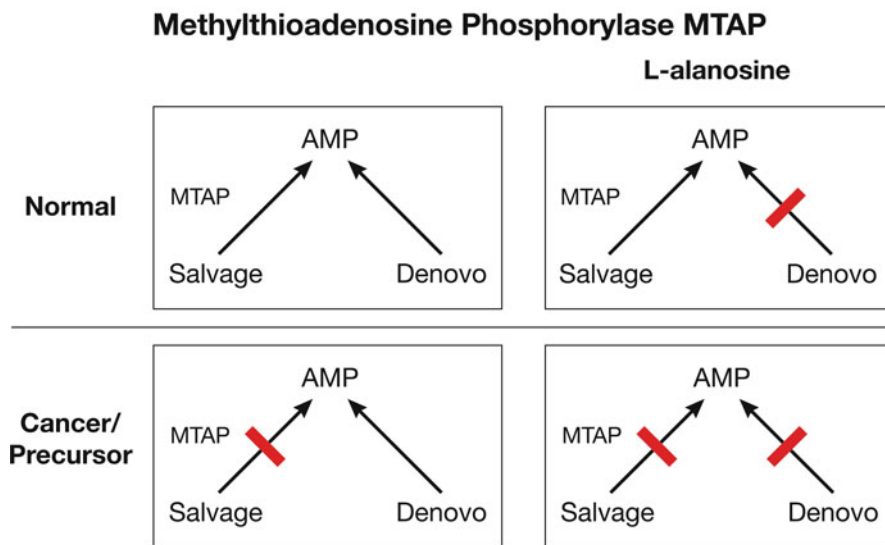 Methylthioadenosine Phosphorylase MTAP
L-alanosine
Normal
AMP
MTAP
Salvage
Denovo
AMP
MTAP
Salvage
Denovo
Cancer/
Precursor
AMP
MTAP
Salvage
Denovo
AMP
MTAP
Salvage
Denovo